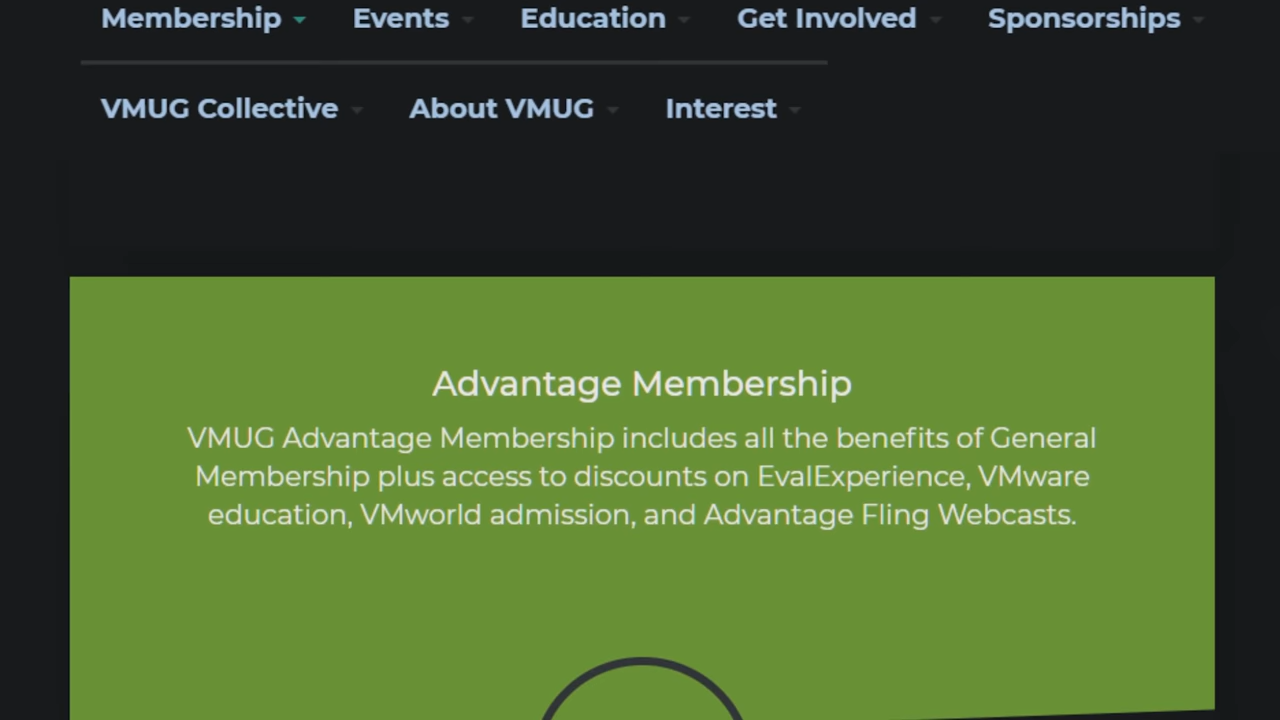 Membership Events Education Get Involved Sponsorships
VMUG Collective About VMUG Interest
Advantage Membership
VMUG Advantage Membership includes all the benefits of General
Membership plus access to discounts on EvalExperience, VMware
education, VMworld admission, and Advantage Fling Webcasts.